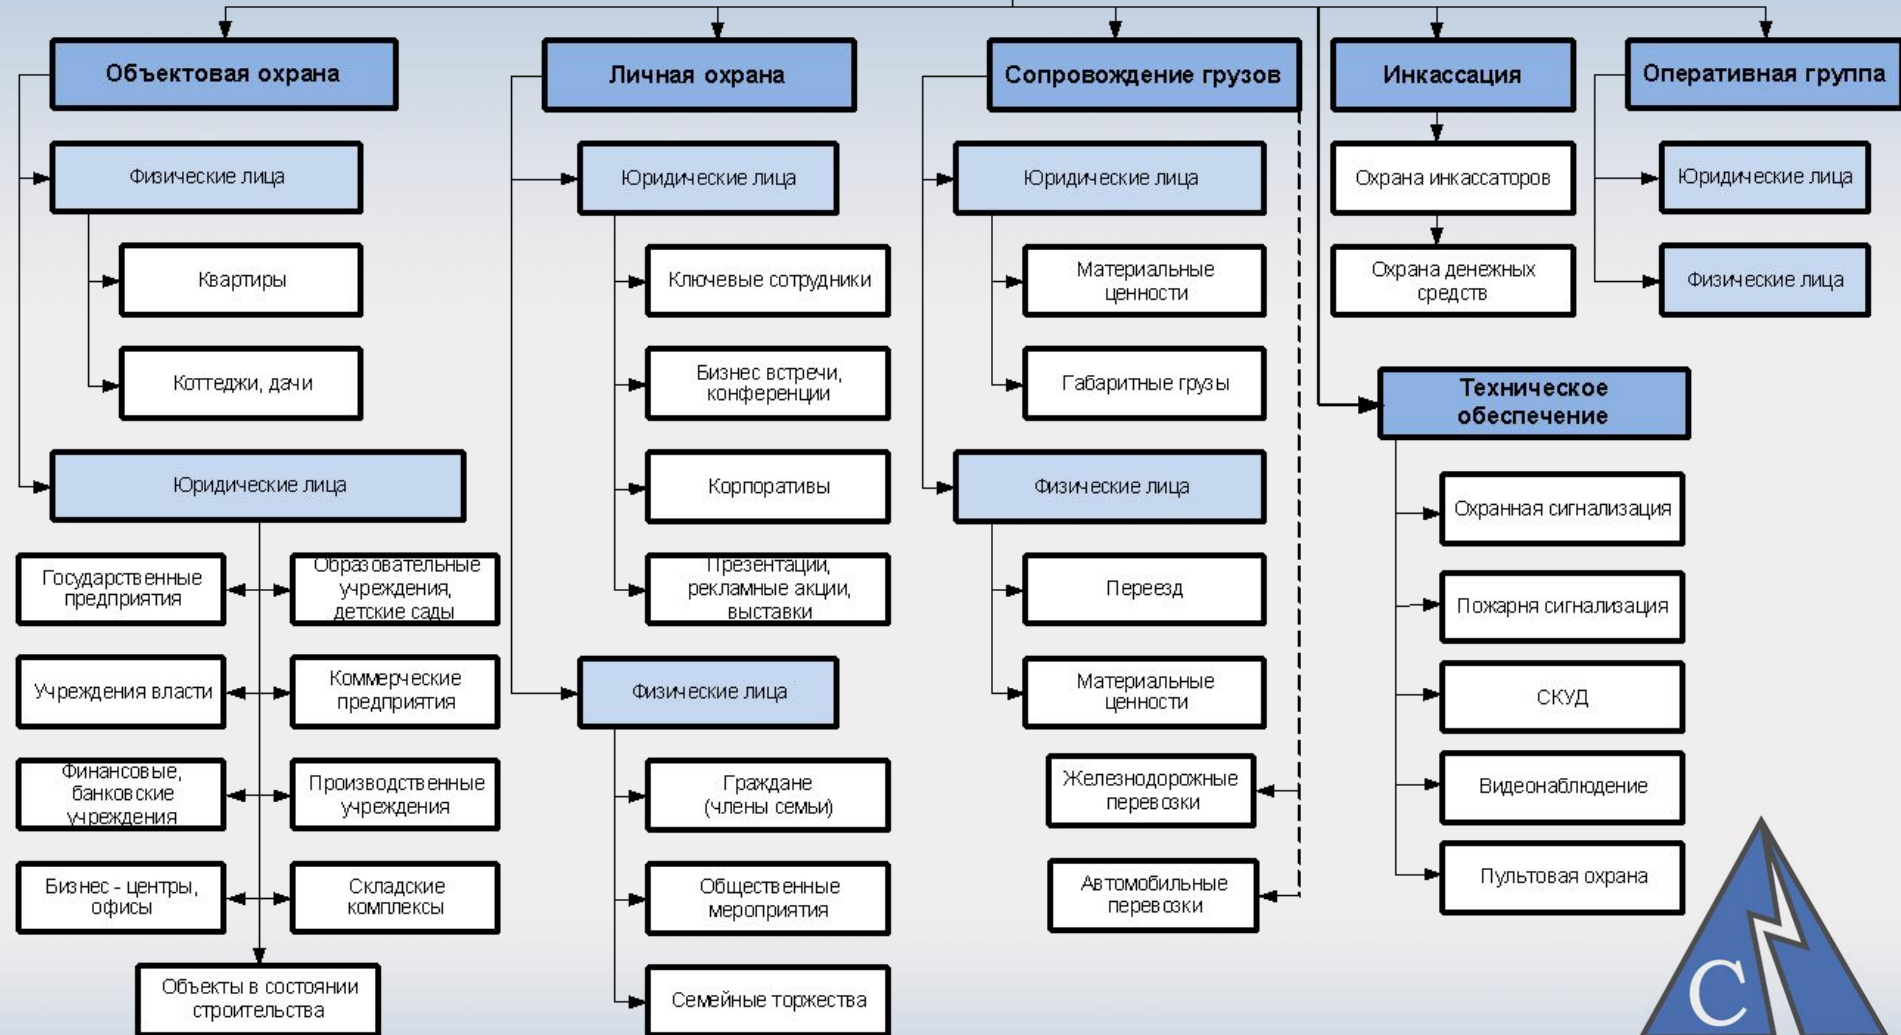 Объектовая охрана
Физические лица
Квартиры
Коттеджи, дачи
Юридические лица
Государственные
предприятия
Образовательные
учреждения,
детские сады
Учреждения власти
Коммерческие
предприятия
Финансовые,
банковские
учреждения
Производственные
учреждения
Бизнес - центры,
офисы
Складские
комплексы
Объекты в состоянии
строительства
Личная охрана
Юридические лица
Ключевые сотрудники
Бизнес встречи,
конференции
Корпоративы
Презентации,
рекламные акции,
выставки
Физические лица
Граждане
(члены семьи)
Общественные
мероприятия
Семейные торжества
Сопровождение грузов
Юридические лица
Материальные
ценности
Габаритные грузы
Физические лица
Переезд
Материальные
ценности
Железнодорожные
перевозки
Автомобильные
перевозки
Инкассация
Охрана инкассаторов
Охрана денежных
средств
Оперативная группа
Юридические лица
Физические лица
Техническое
обеспечение
Охранная сигнализация
Пожарня сигнализация
СКУД
Видеонаблюдение
Пультовая охрана
С